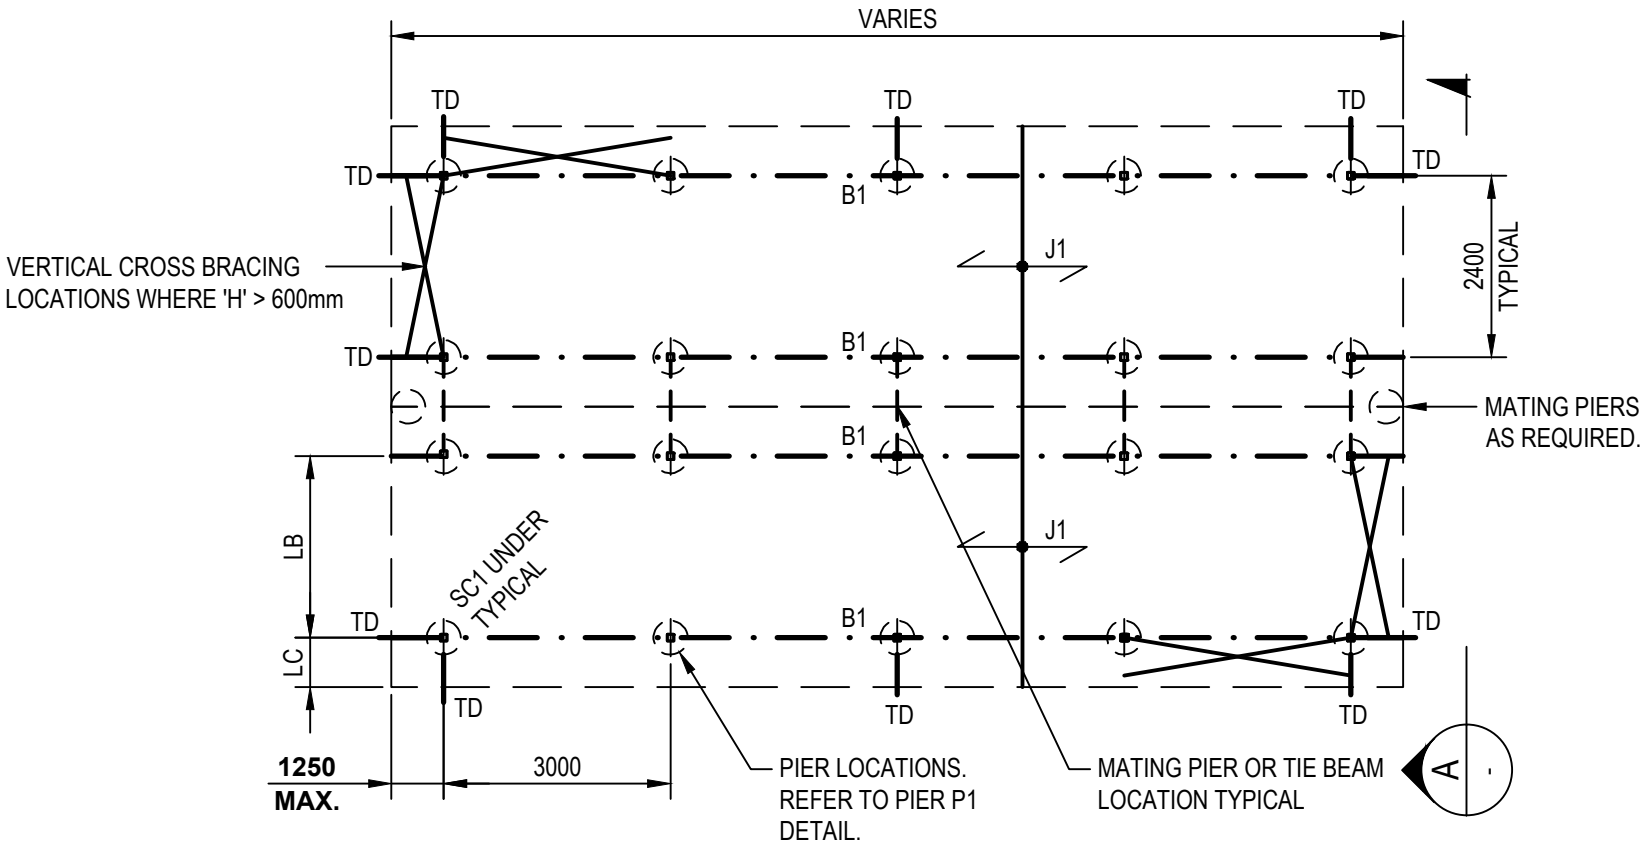 VARIES
TD
TD
TD
TD
TD
B1
J1
2400
TYPICAL
VERTICAL CROSS BRACING
LOCATIONS WHERE 'H' > 600mm
TD
B1
MATING PIERS
AS REQUIRED.
B1
LB
SC1 UNDER
TYPICAL
J1
TD
B1
TD
LC
TD
TD
TD
1250
MAX.
3000
PIER LOCATIONS.
REFER TO PIER P1
DETAIL.
MATING PIER OR TIE BEAM
LOCATION TYPICAL
A
-